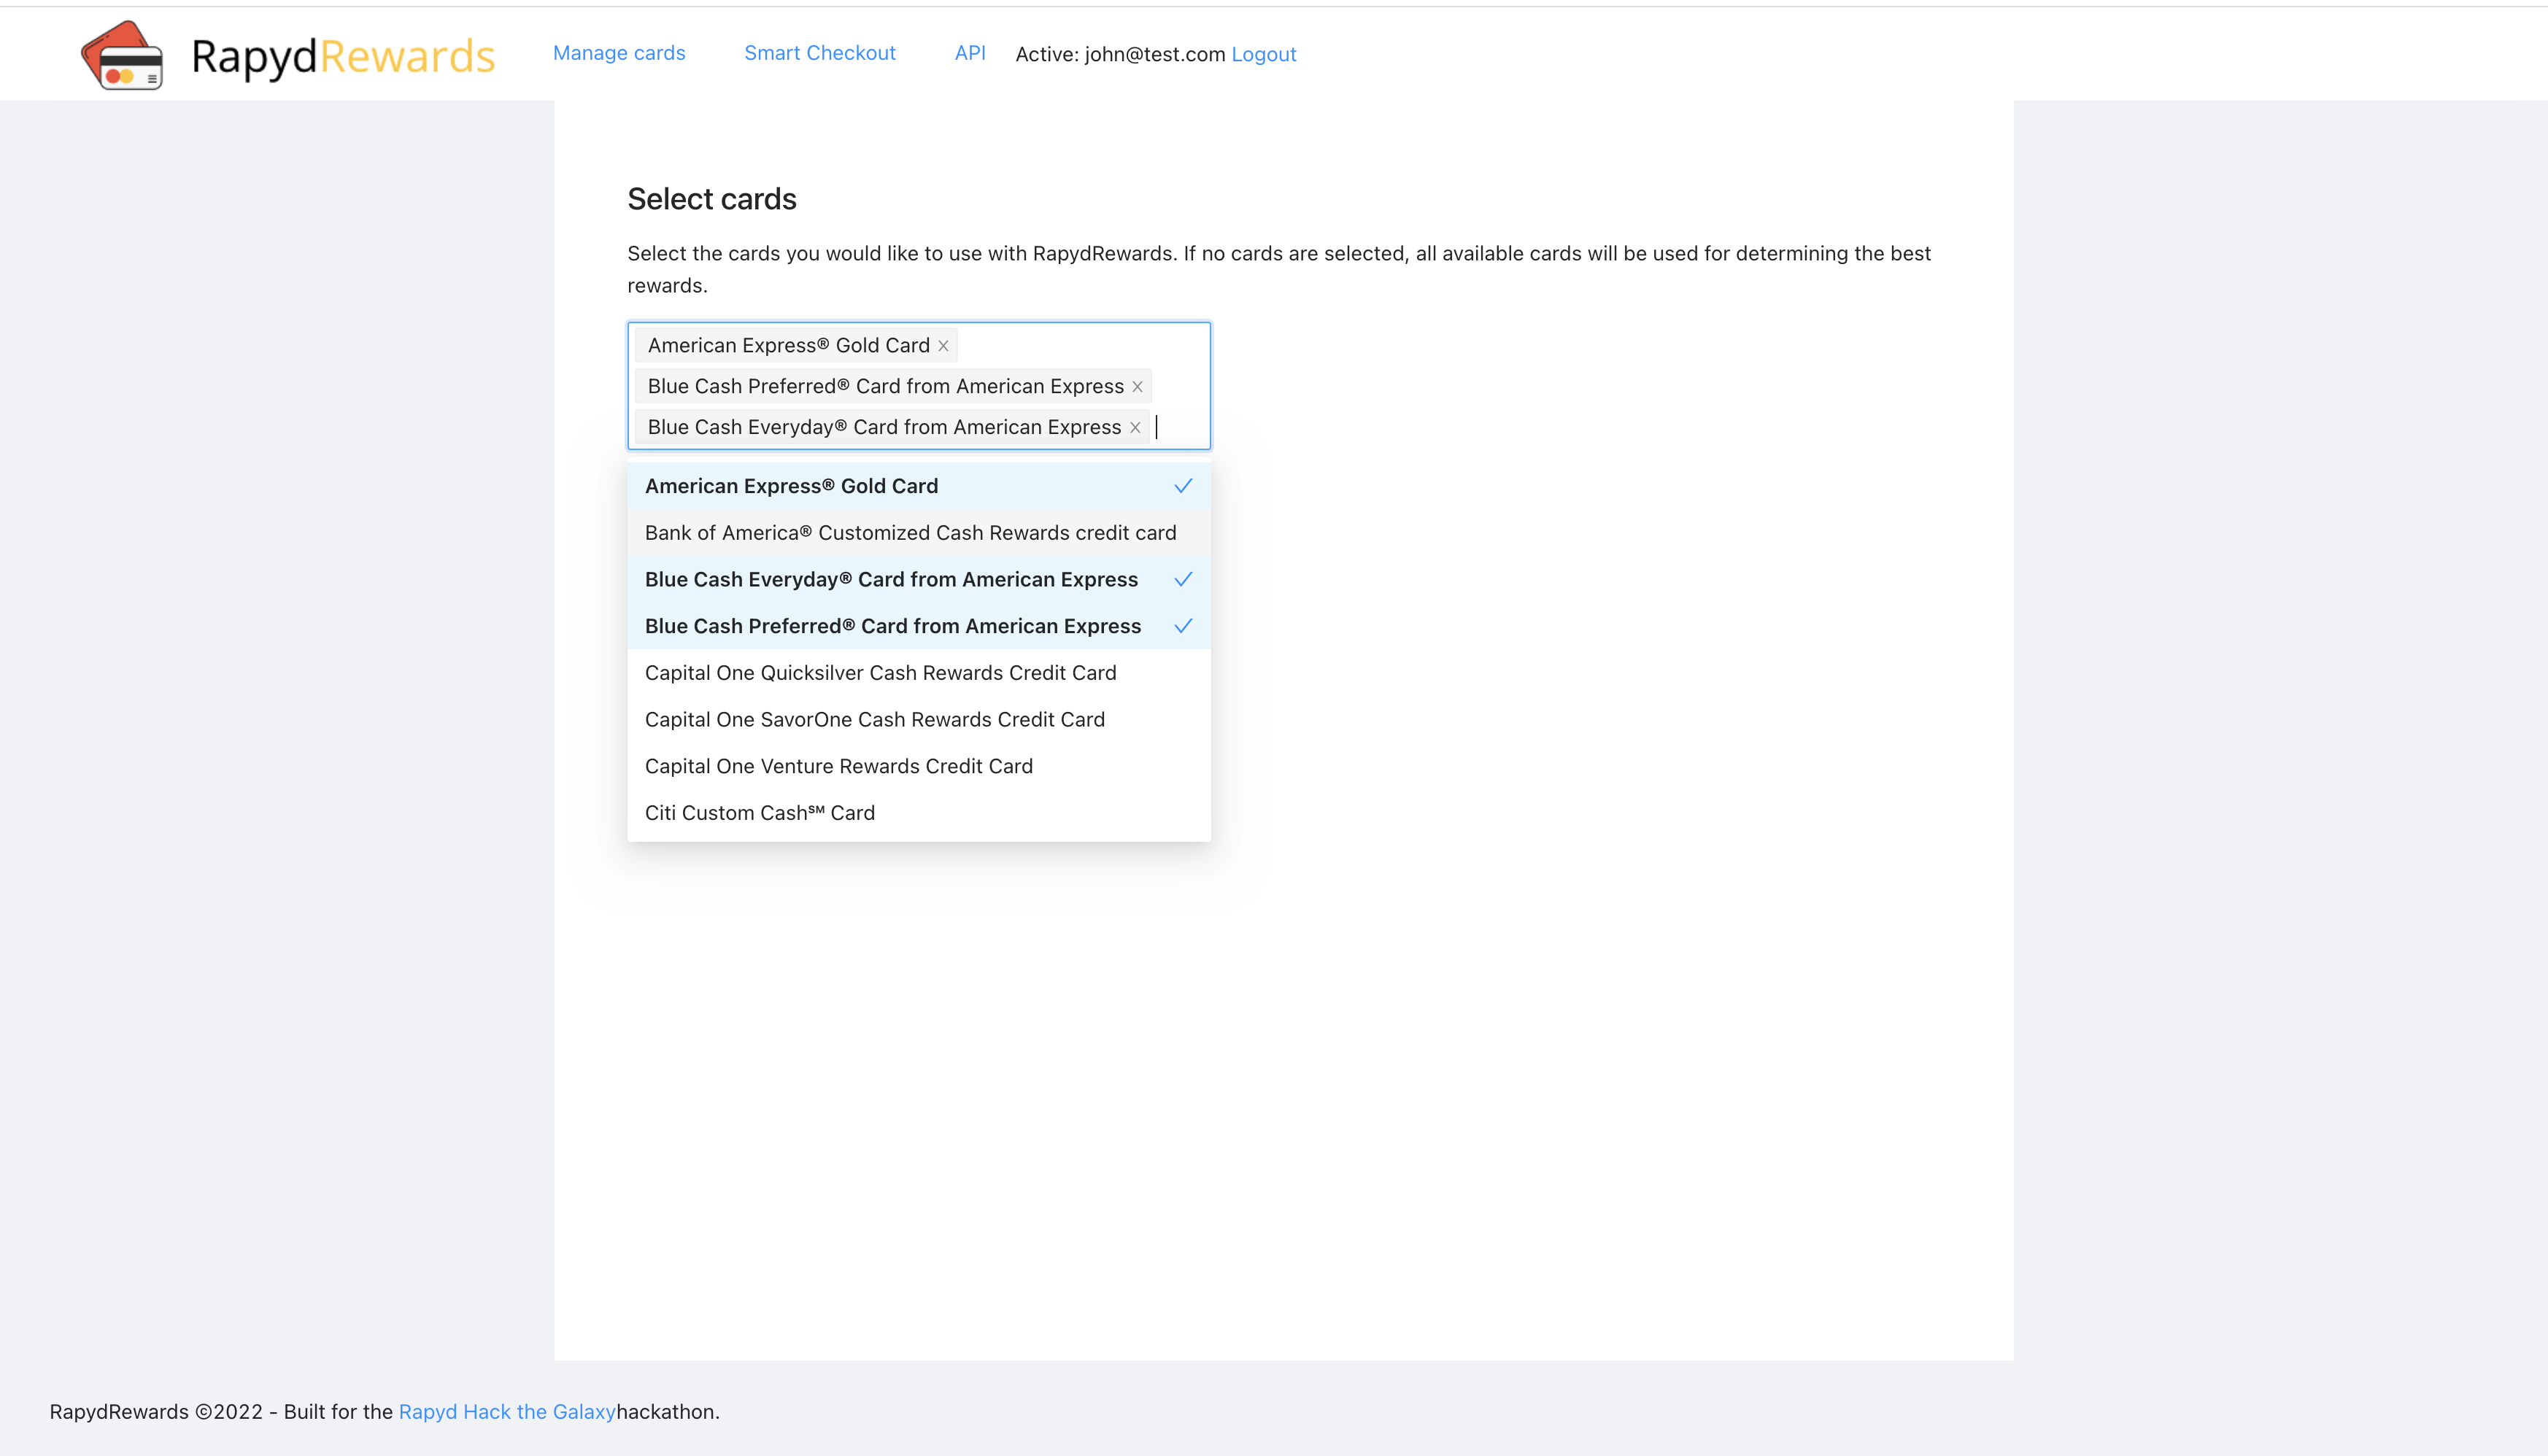 RapydRewards
Manage cards
Smart Checkout
API
Active: john@test.com Logout
Select cards
Select the cards you would like to use with RapydRewards. If no cards are selected, all available cards will be used for determining the best
rewards.
American Express® Gold Card
Blue Cash Preferred® Card from American Express
Blue Cash Everyday® Card from American Express
American Express® Gold Card
Bank of America® Customized Cash Rewards credit card
Blue Cash Everyday® Card from American Express
Blue Cash Preferred® Card from American Express
Capital One Quicksilver Cash Rewards Credit Card
Capital One SavorOne Cash Rewards Credit Card
Capital One Venture Rewards Credit Card
Citi Custom Cash℠ Card
RapydRewards ©2022 - Built for the Rapyd Hack the Galaxyhackathon.